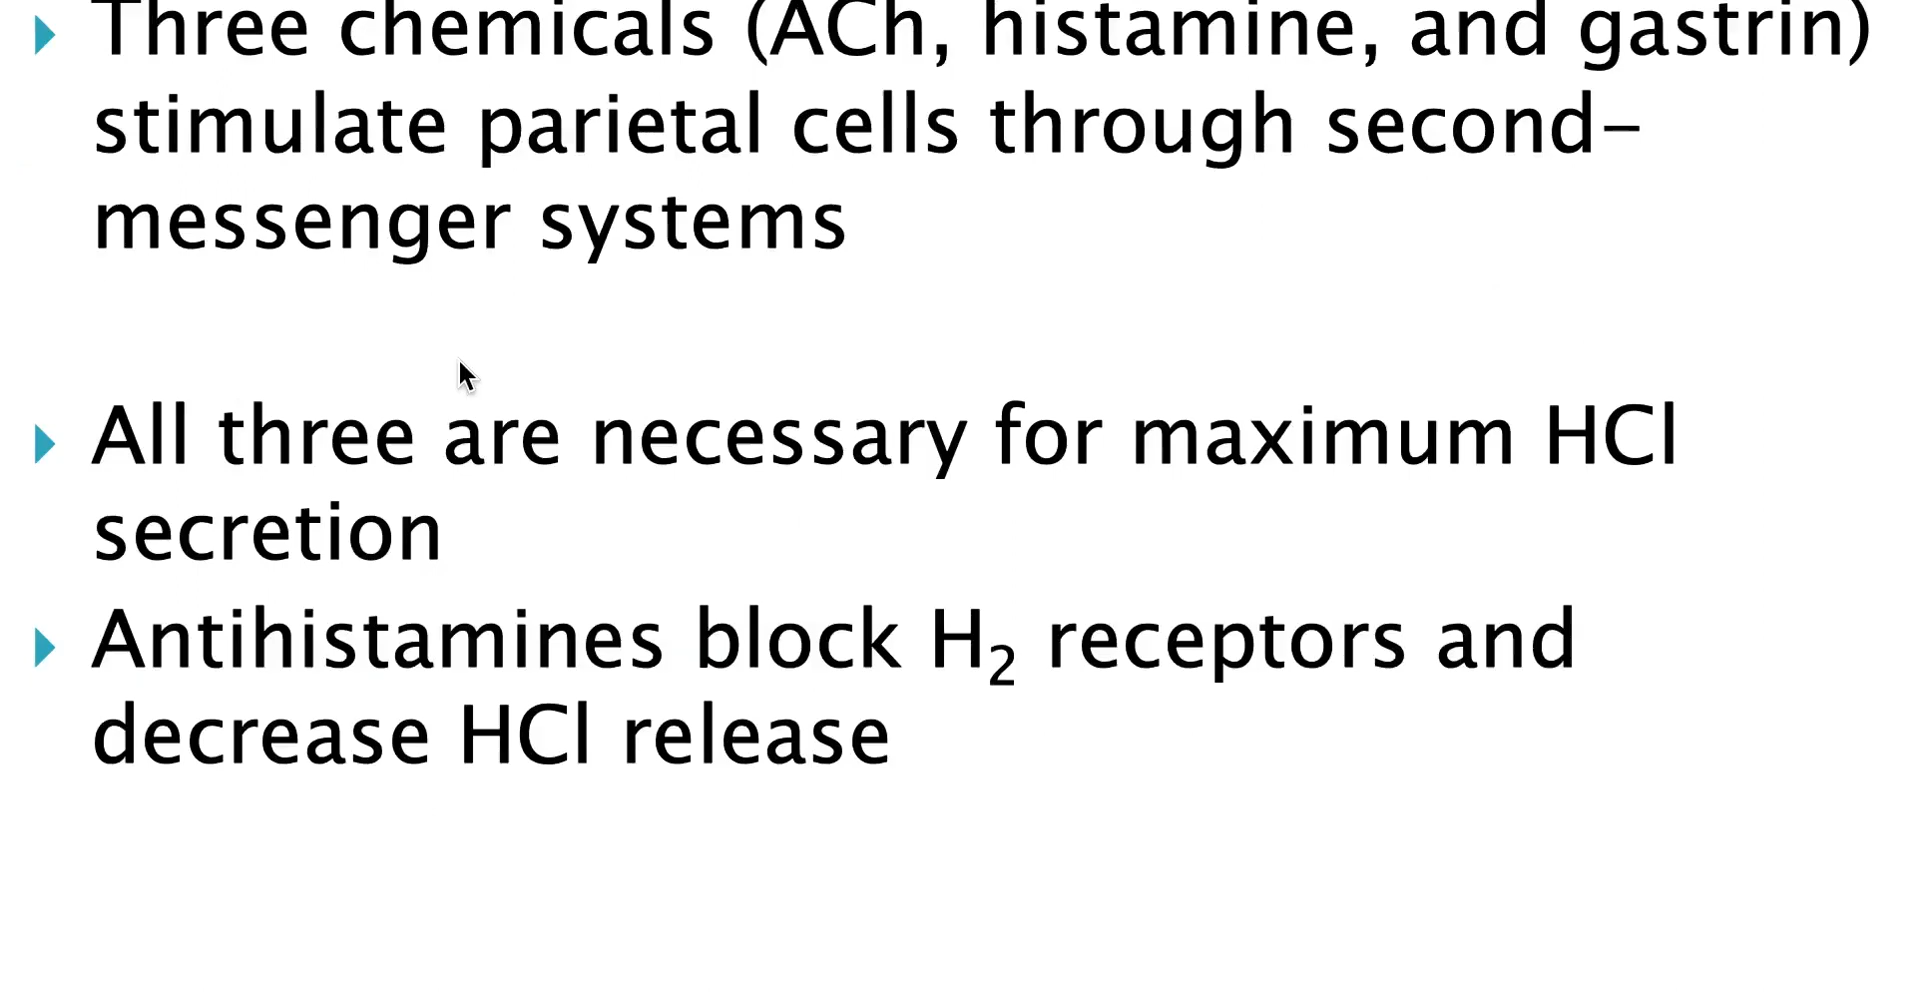 Three chemicals (ACh, histamine, and gastrin)
stimulate parietal cells through second-
messenger systems
All three are necessary for maximum HCl
secretion
Antihistamines block H₂ receptors and
decrease HCl release